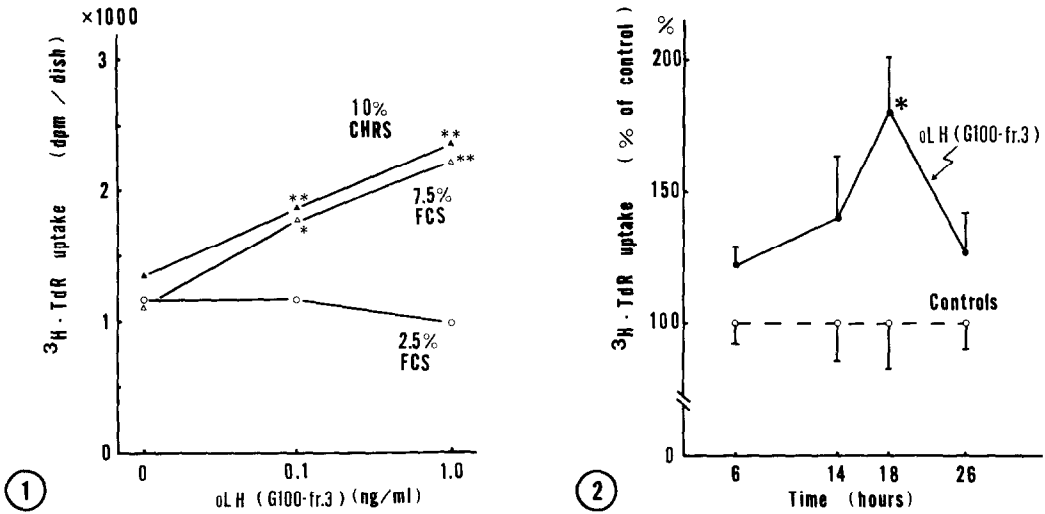 ×1000
³H - TdR uptake (dpm / dish)
3
2
1
0
10%
CHRS
**
**
**
*
7.5%
FCS
2.5%
FCS
0 0.1 1.0
oLH (G100-fr.3) (ng/ml)
1
%
³H - TdR uptake (% of control)
200
150
100
0
*
oLH (G100-fr.3)
Controls
6 14 18 26
Time (hours)
2